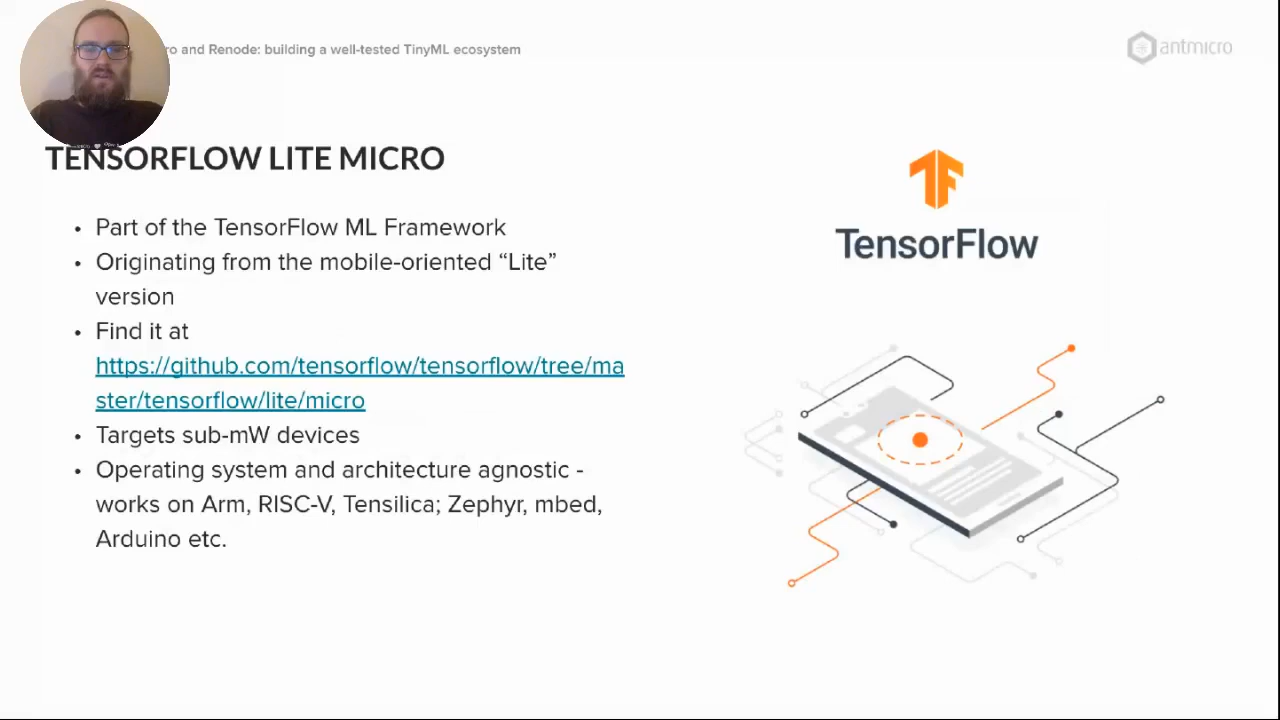 ro and Renode: building a well-tested TinyML ecosystem
antmicro
TENSORFLOW LITE MICRO
• Part of the TensorFlow ML Framework
• Originating from the mobile-oriented “Lite”
version
• Find it at
https://github.com/tensorflow/tensorflow/tree/ma
ster/tensorflow/lite/micro
• Targets sub-mW devices
• Operating system and architecture agnostic -
works on Arm, RISC-V, Tensilica; Zephyr, mbed,
Arduino etc.
TensorFlow